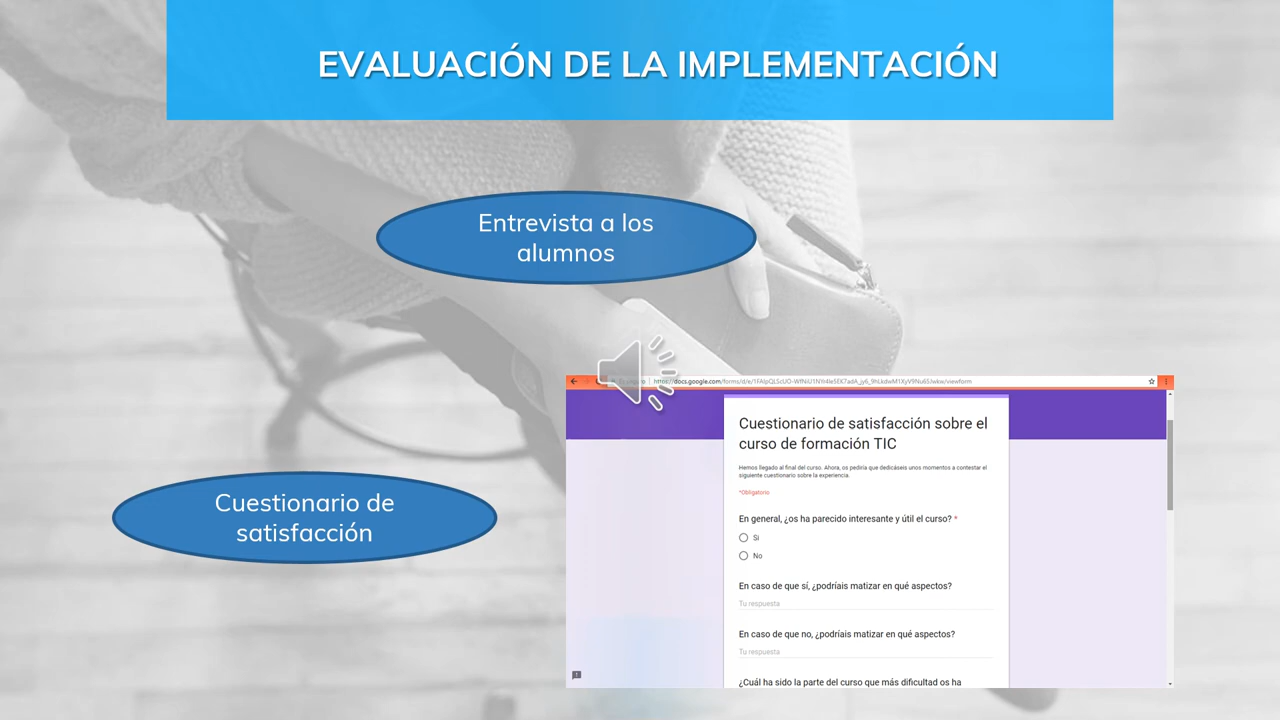 EVALUACIÓN DE LA IMPLEMENTACIÓN
Entrevista a los
alumnos
Cuestionario de
satisfacción
Cuestionario de satisfacción sobre el
curso de formación TIC
Hemos llegado al final del curso. Ahora, os pediría que dedicáseis unos momentos a contestar el
siguiente cuestionario sobre la experiencia.
*Obligatorio
En general, ¿os ha parecido interesante y útil el curso? *
Si
No
En caso de que sí, ¿podríais matizar en qué aspectos?
Tu respuesta
En caso de que no, ¿podríais matizar en qué aspectos?
Tu respuesta
¿Cuál ha sido la parte del curso que más dificultad os ha